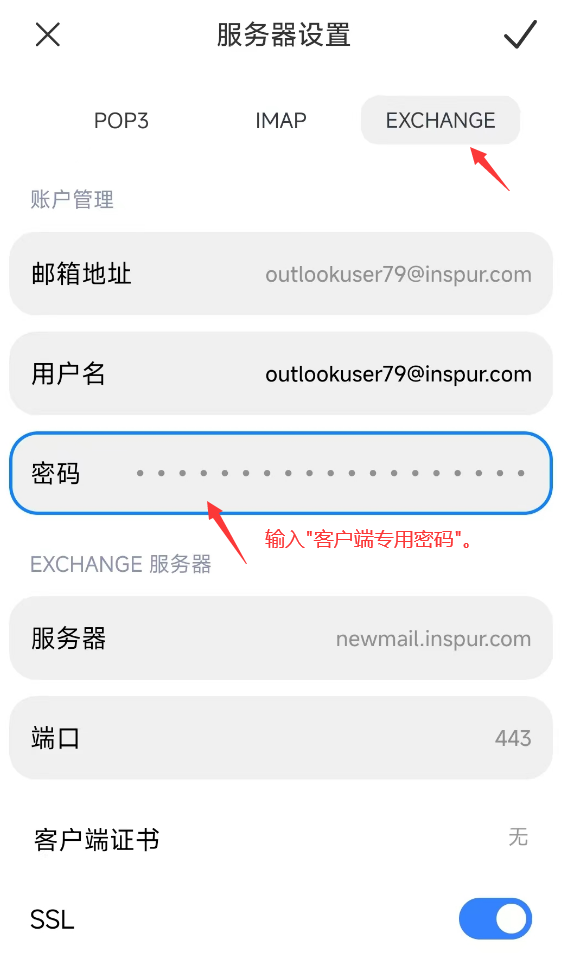 服务器设置
POP3 IMAP EXCHANGE
账户管理
邮箱地址 outlookuser79@inspur.com
用户名 outlookuser79@inspur.com
密码 ●●●●●●●●●●●●●●●●●●●
输入"客户端专用密码"。
EXCHANGE 服务器
服务器 newmail.inspur.com
端口 443
客户端证书 无
SSL